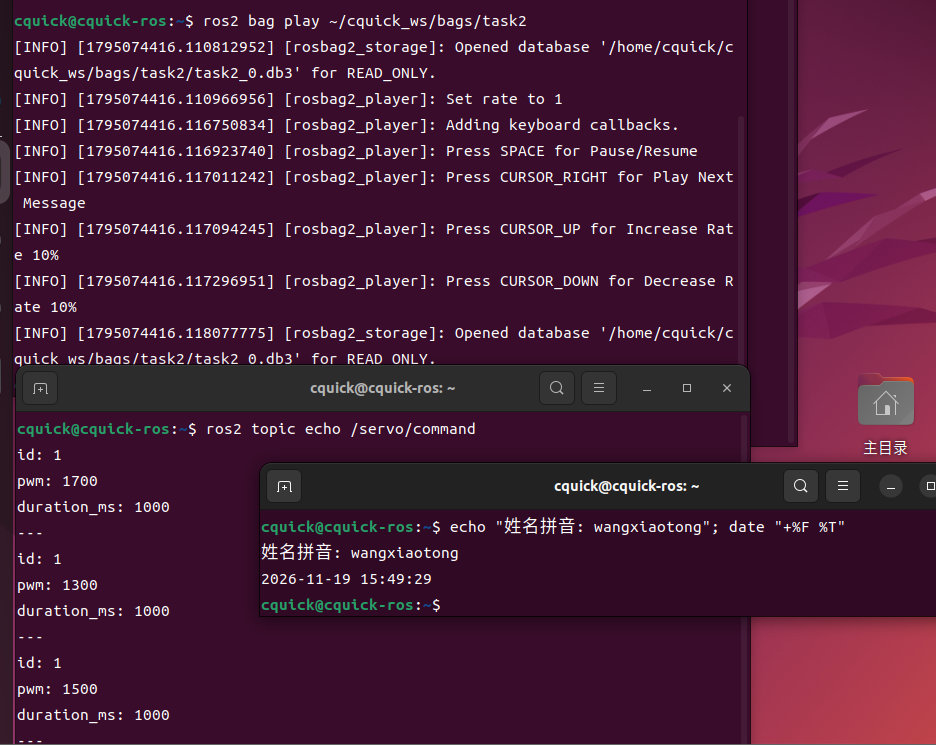 cquick@cquick-ros:~$ ros2 bag play ~/cquick_ws/bags/task2
[INFO] [1795074416.110812952] [rosbag2_storage]: Opened database '/home/cquick/c
quick_ws/bags/task2/task2_0.db3' for READ_ONLY.
[INFO] [1795074416.110966956] [rosbag2_player]: Set rate to 1
[INFO] [1795074416.116750834] [rosbag2_player]: Adding keyboard callbacks.
[INFO] [1795074416.116923740] [rosbag2_player]: Press SPACE for Pause/Resume
[INFO] [1795074416.117011242] [rosbag2_player]: Press CURSOR_RIGHT for Play Next
 Message
[INFO] [1795074416.117094245] [rosbag2_player]: Press CURSOR_UP for Increase Rat
e 10%
[INFO] [1795074416.117296951] [rosbag2_player]: Press CURSOR_DOWN for Decrease R
ate 10%
[INFO] [1795074416.118077775] [rosbag2_storage]: Opened database '/home/cquick/c
quick_ws/bags/task2/task2_0.db3' for READ_ONLY.
cquick@cquick-ros: ~
cquick@cquick-ros:~$ ros2 topic echo /servo/command
id: 1
pwm: 1700
duration_ms: 1000
---
id: 1
pwm: 1300
duration_ms: 1000
---
id: 1
pwm: 1500
duration_ms: 1000
---
cquick@cquick-ros: ~
cquick@cquick-ros:~$ echo "姓名拼音: wangxiaotong"; date "+%F %T"
姓名拼音: wangxiaotong
2026-11-19 15:49:29
cquick@cquick-ros:~$
主目录